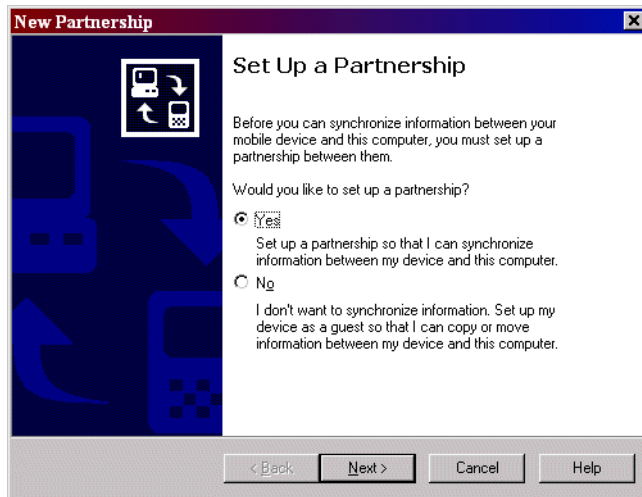 New Partnership
Set Up a Partnership
Before you can synchronize information between your
mobile device and this computer, you must set up a
partnership between them.
Would you like to set up a partnership?
Yes
Set up a partnership so that I can synchronize
information between my device and this computer.
No
I don't want to synchronize information. Set up my
device as a guest so that I can copy or move
information between my device and this computer.
< Back
Next >
Cancel
Help